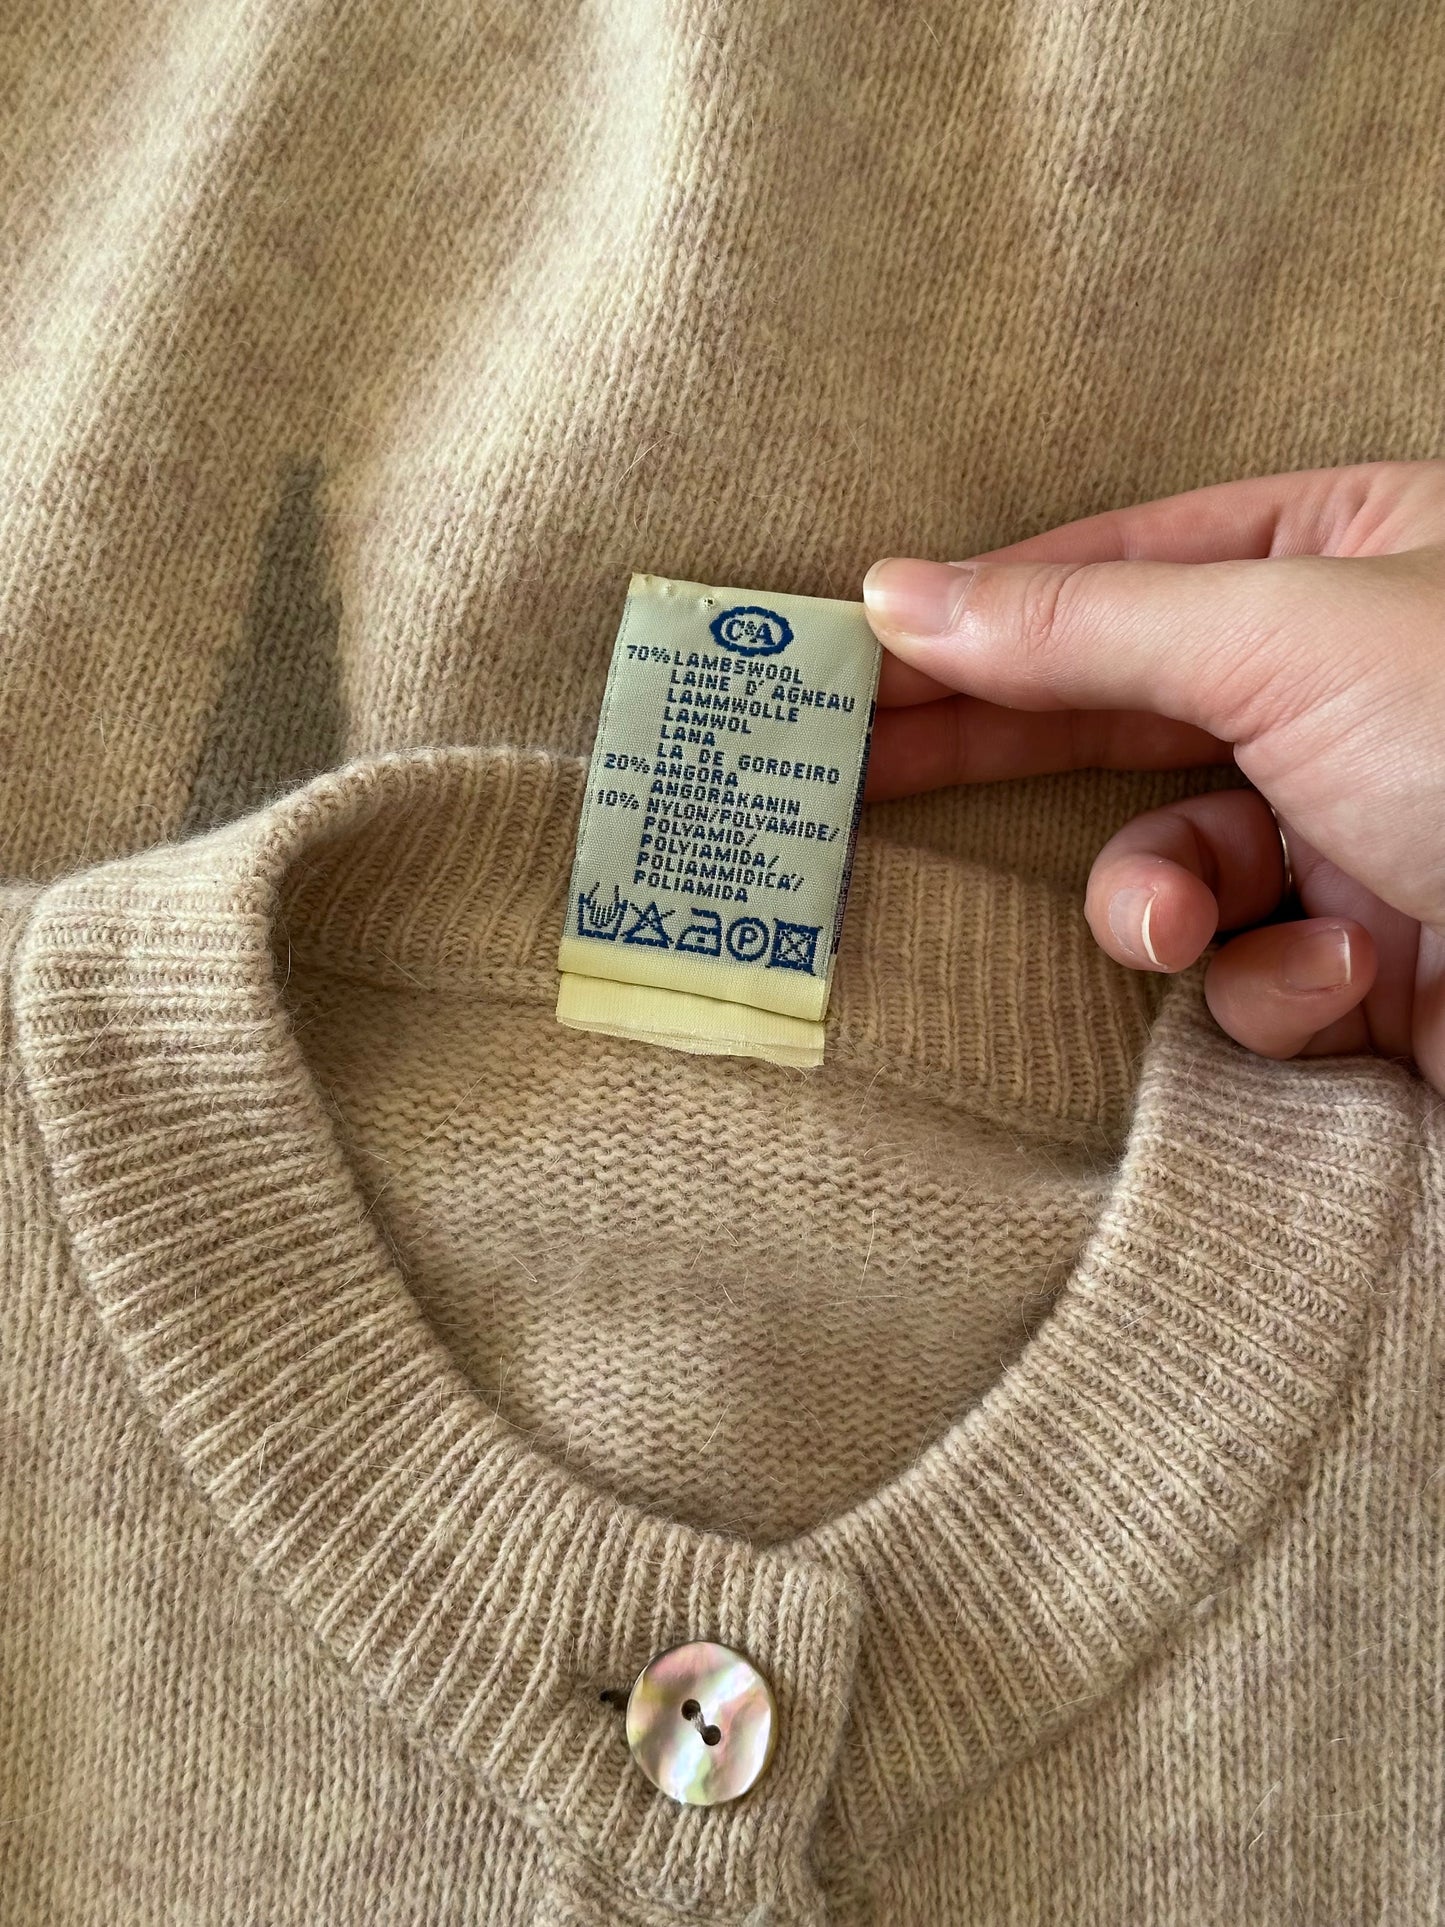 C&A
70% LAMBSWOOL
LAINE D'AGNEAU
LAMMWOLLE
LAMWOL
LANA
LA DE GORDEIRO
20% ANGORA
ANGORAKANIN
10% NYLON/POLYAMIDE/
POLYAMID/
POLYIAMIDA/
POLIAMMIDICA'/
POLIAMIDA
P